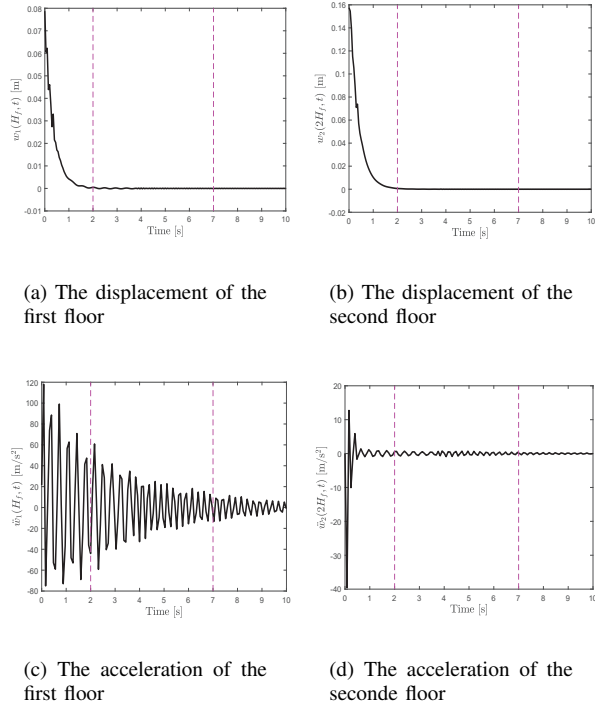 0.08
0.07
0.06
0.05
0.04
0.03
0.02
0.01
0
-0.01
w₁(H_f, t) [m]
0 1 2 3 4 5 6 7 8 9 10
Time [s]
0.16
0.14
0.12
0.1
0.08
0.06
0.04
0.02
0
-0.02
w₂(2H_f, t) [m]
0 1 2 3 4 5 6 7 8 9 10
Time [s]
(a) The displacement of the
first floor
(b) The displacement of the
second floor
120
100
80
60
40
20
0
-20
-40
-60
-80
ẅ₁(H_f, t) [m/s²]
0 1 2 3 4 5 6 7 8 9 10
Time [s]
20
10
0
-10
-20
-30
-40
ẅ₂(2H_f, t) [m/s²]
0 1 2 3 4 5 6 7 8 9 10
Time [s]
(c) The acceleration of the
first floor
(d) The acceleration of the
seconde floor